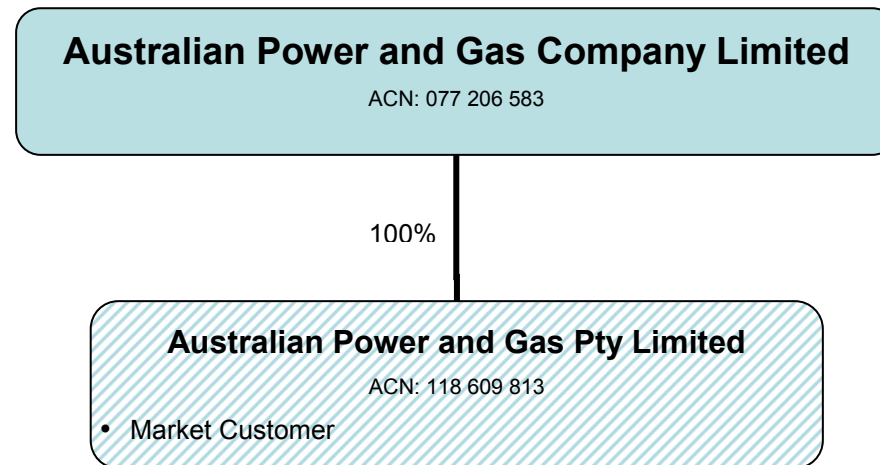 Australian Power and Gas Company Limited
ACN: 077 206 583
100%
Australian Power and Gas Pty Limited
ACN: 118 609 813
• Market Customer